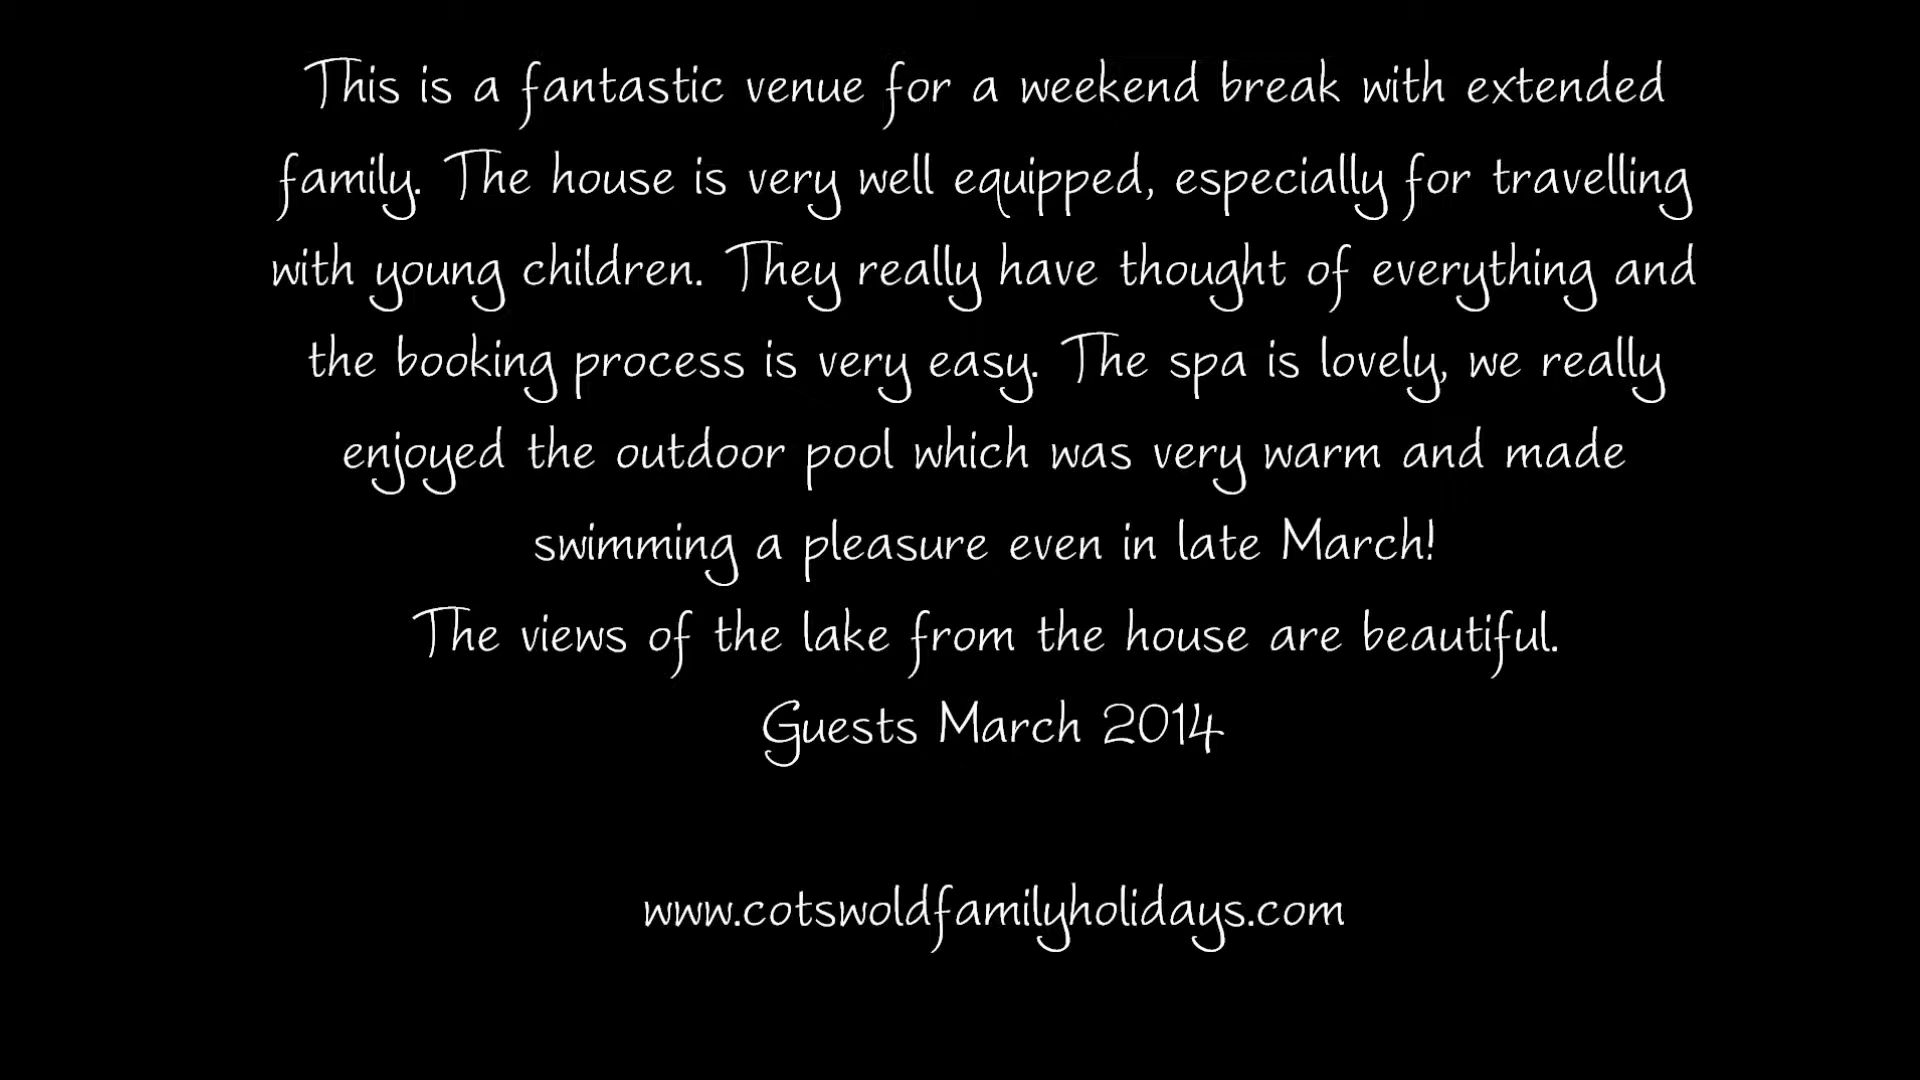 This is a fantastic venue for a weekend break with extended
family. The house is very well equipped, especially for travelling
with young children. They really have thought of everything and
the booking process is very easy. The spa is lovely, we really
enjoyed the outdoor pool which was very warm and made
swimming a pleasure even in late March!
The views of the lake from the house are beautiful.
Guests March 2014
www.cotswoldfamilyholidays.com